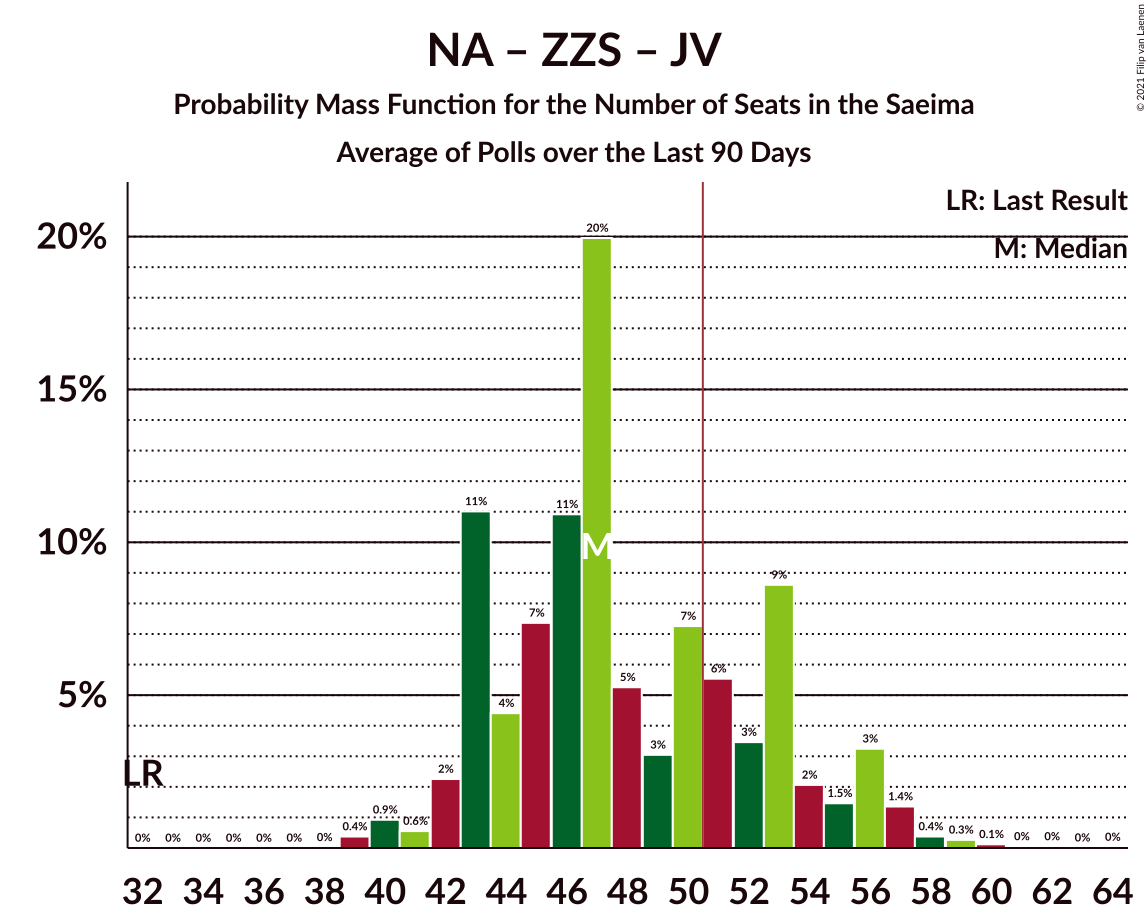 NA – ZZS – JV
Probability Mass Function for the Number of Seats in the Saeima
Average of Polls over the Last 90 Days
© 2021 Filip van Laenen
LR: Last Result
M: Median
20%
15%
10%
5%
LR
M
0% 0% 0% 0% 0% 0% 0% 0.4% 0.9% 0.6% 2% 11% 4% 7% 11% 20% 5% 3% 7% 6% 3% 9% 2% 1.5% 3% 1.4% 0.4% 0.3% 0.1% 0% 0% 0% 0%
32 34 36 38 40 42 44 46 48 50 52 54 56 58 60 62 64